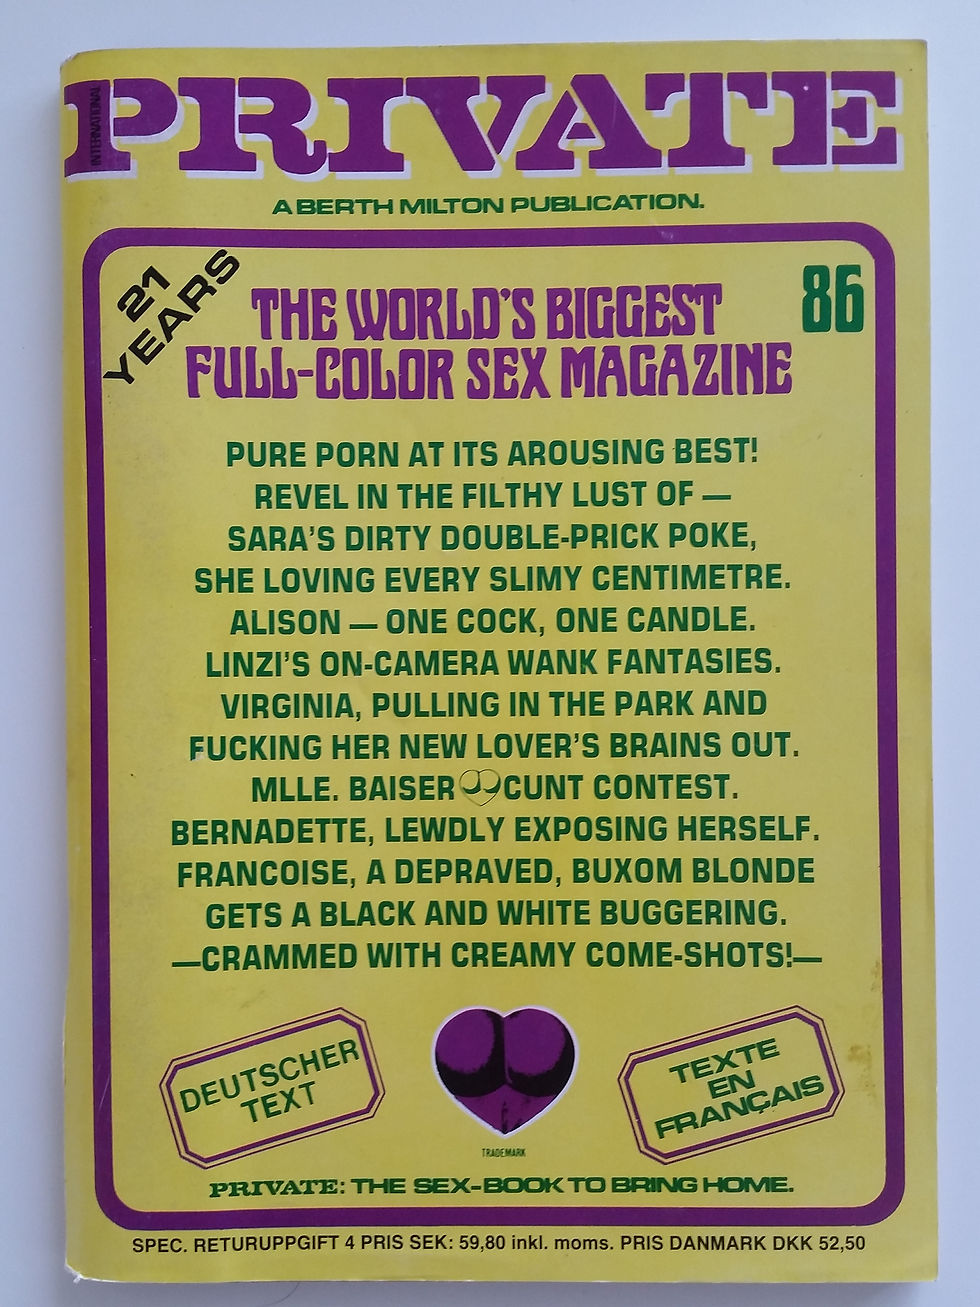 INTERNATIONAL
PRIVATE
A BERTH MILTON PUBLICATION.
21
YEARS
86
THE WORLD'S BIGGEST
FULL-COLOR SEX MAGAZINE
PURE PORN AT ITS AROUSING BEST!
REVEL IN THE FILTHY LUST OF —
SARA'S DIRTY DOUBLE-PRICK POKE,
SHE LOVING EVERY SLIMY CENTIMETRE.
ALISON — ONE COCK, ONE CANDLE.
LINZI'S ON-CAMERA WANK FANTASIES.
VIRGINIA, PULLING IN THE PARK AND
FUCKING HER NEW LOVER'S BRAINS OUT.
MLLE. BAISER CUNT CONTEST.
BERNADETTE, LEWDLY EXPOSING HERSELF.
FRANCOISE, A DEPRAVED, BUXOM BLONDE
GETS A BLACK AND WHITE BUGGERING.
—CRAMMED WITH CREAMY COME-SHOTS!—
DEUTSCHER
TEXT
TRADEMARK
TEXTE
EN
FRANÇAIS
PRIVATE: THE SEX-BOOK TO BRING HOME.
SPEC. RETURUPPGIFT 4 PRIS SEK: 59,80 inkl. moms. PRIS DANMARK DKK 52,50